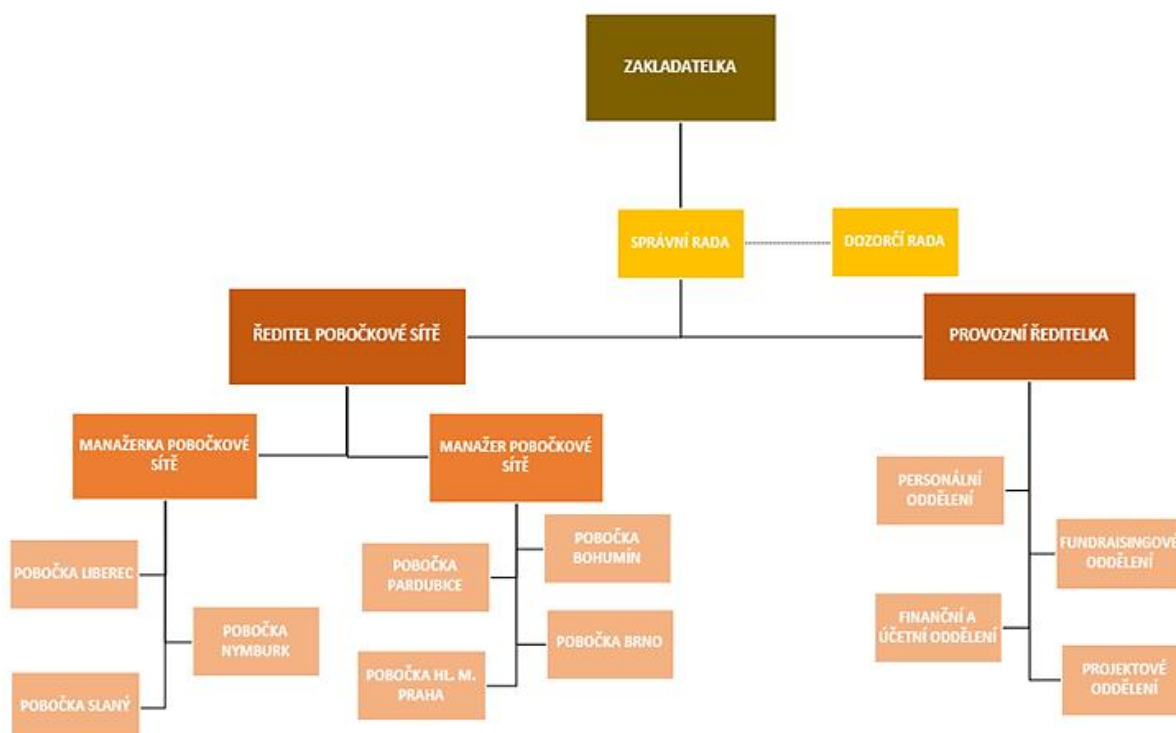 ZAKLADATELKA
SPRÁVNÍ RADA
DOZORČÍ RADA
ŘEDITEL POBOČKOVÉ SÍTĚ
PROVOZNÍ ŘEDITELKA
MANAŽERKA POBOČKOVÉ
SÍTĚ
MANAŽER POBOČKOVÉ
SÍTĚ
POBOČKA LIBEREC
POBOČKA
NYMBURK
POBOČKA SLANÝ
POBOČKA
BOHUMÍN
POBOČKA
PARDUBICE
POBOČKA BRNO
POBOČKA HL. M.
PRAHA
PERSONÁLNÍ
ODDĚLENÍ
FUNDRAISINGOVÉ
ODDĚLENÍ
FINANČNÍ A
ÚČETNÍ ODDĚLENÍ
PROJEKTOVÉ
ODDĚLENÍ